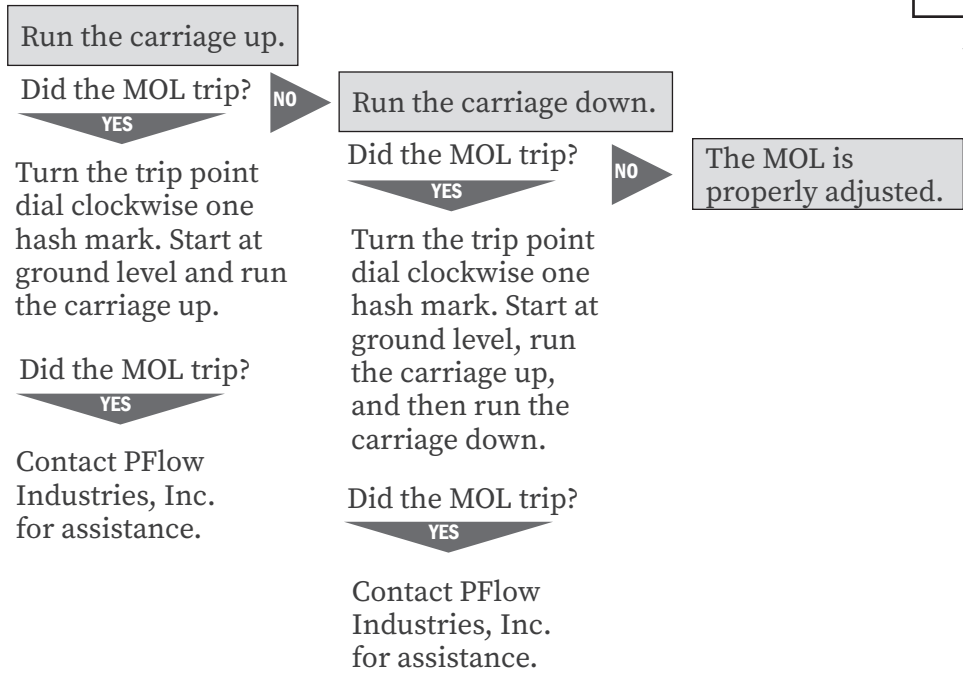 Run the carriage up.
Did the MOL trip?
NO
YES
Turn the trip point
dial clockwise one
hash mark. Start at
ground level and run
the carriage up.
Did the MOL trip?
YES
Contact PFlow
Industries, Inc.
for assistance.
Run the carriage down.
Did the MOL trip?
NO
YES
Turn the trip point
dial clockwise one
hash mark. Start at
ground level, run
the carriage up,
and then run the
carriage down.
Did the MOL trip?
YES
Contact PFlow
Industries, Inc.
for assistance.
The MOL is
properly adjusted.